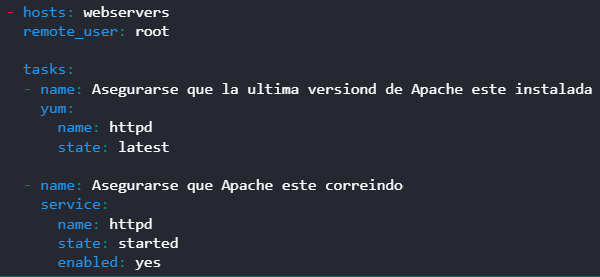 - hosts: webservers
  remote_user: root

  tasks:
  - name: Asegurarse que la ultima versiond de Apache este instalada
    yum:
      name: httpd
      state: latest

  - name: Asegurarse que Apache este correindo
    service:
      name: httpd
      state: started
      enabled: yes